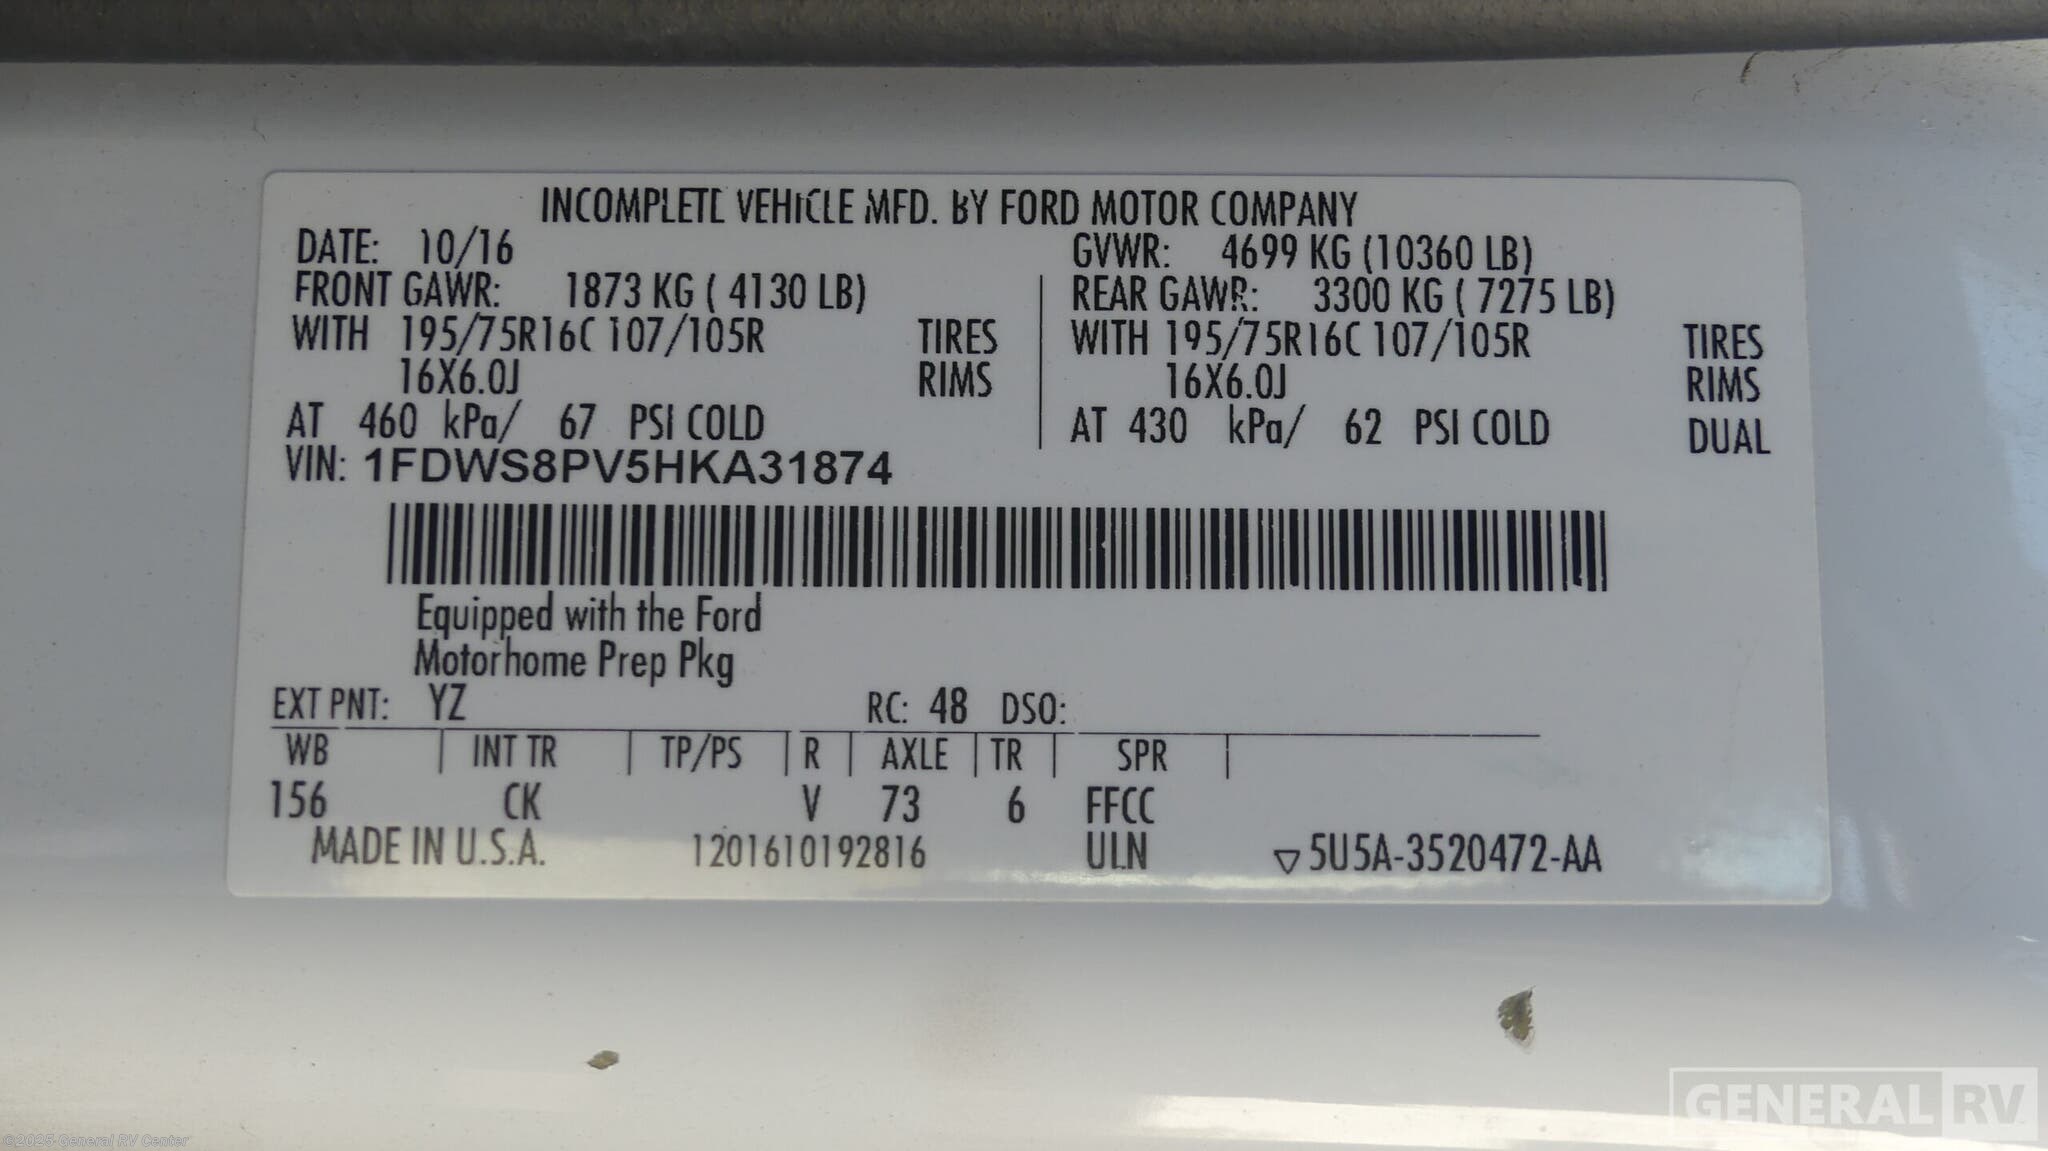 INCOMPLETE VEHICLE MFD. BY FORD MOTOR COMPANY
DATE: 10/16 GVWR: 4699 KG (10360 LB)
FRONT GAWR: 1873 KG ( 4130 LB) REAR GAWR: 3300 KG ( 7275 LB)
WITH 195/75R16C 107/105R TIRES WITH 195/75R16C 107/105R TIRES
16X6.0J RIMS 16X6.0J RIMS
AT 460 kPa/ 67 PSI COLD AT 430 kPa/ 62 PSI COLD DUAL
VIN: 1FDWS8PV5HKA31874
Equipped with the Ford
Motorhome Prep Pkg
EXT PNT: YZ RC: 48 DSO:
WB INT TR TP/PS R AXLE TR SPR
156 CK V 73 6 FFCC
MADE IN U.S.A. 1201610192816 ULN ▽5U5A-3520472-AA
GENERAL RV
©2025 General RV Center